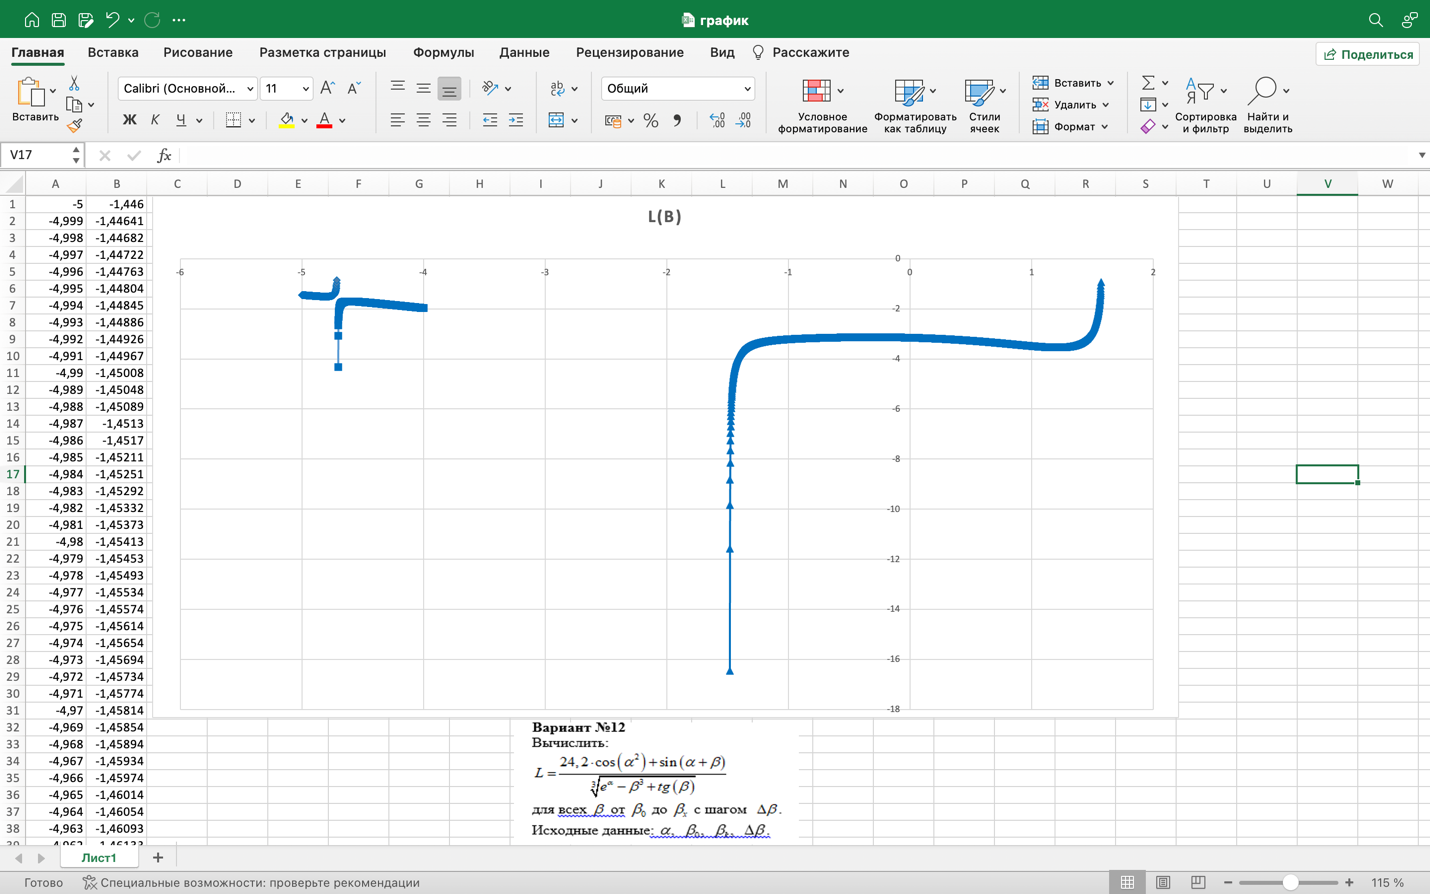 график
Главная Вставка Рисование Разметка страницы Формулы Данные Рецензирование Вид Расскажите Поделиться
Вставить
Calibri (Основной... 11
Ж К Ч
Общий
Условное форматирование
Форматировать как таблицу
Стили ячеек
Вставить
Удалить
Формат
Сортировка и фильтр
Найти и выделить
V17 fx
A B C D E F G H I J K L M N O P Q R S T U V W
1 -5 -1,446
2 -4,999 -1,44641
3 -4,998 -1,44682
4 -4,997 -1,44722
5 -4,996 -1,44763
6 -4,995 -1,44804
7 -4,994 -1,44845
8 -4,993 -1,44886
9 -4,992 -1,44926
10 -4,991 -1,44967
11 -4,99 -1,45008
12 -4,989 -1,45048
13 -4,988 -1,45089
14 -4,987 -1,4513
15 -4,986 -1,4517
16 -4,985 -1,45211
17 -4,984 -1,45251
18 -4,983 -1,45292
19 -4,982 -1,45332
20 -4,981 -1,45373
21 -4,98 -1,45413
22 -4,979 -1,45453
23 -4,978 -1,45493
24 -4,977 -1,45534
25 -4,976 -1,45574
26 -4,975 -1,45614
27 -4,974 -1,45654
28 -4,973 -1,45694
29 -4,972 -1,45734
30 -4,971 -1,45774
31 -4,97 -1,45814
32 -4,969 -1,45854
33 -4,968 -1,45894
34 -4,967 -1,45934
35 -4,966 -1,45974
36 -4,965 -1,46014
37 -4,964 -1,46054
38 -4,963 -1,46093
L(B)
-6 -5 -4 -3 -2 -1 0 1 2
0
-2
-4
-6
-8
-10
-12
-14
-16
-18
Вариант №12
Вычислить:
L = (24,2·cos(α²)+sin(α+β)) / ∛(eᵅ − β³ + tg(β))
для всех β от β₀ до βₓ с шагом Δβ.
Исходные данные: α, β₀, βₖ, Δβ.
Лист1 +
Готово Специальные возможности: проверьте рекомендации 115 %